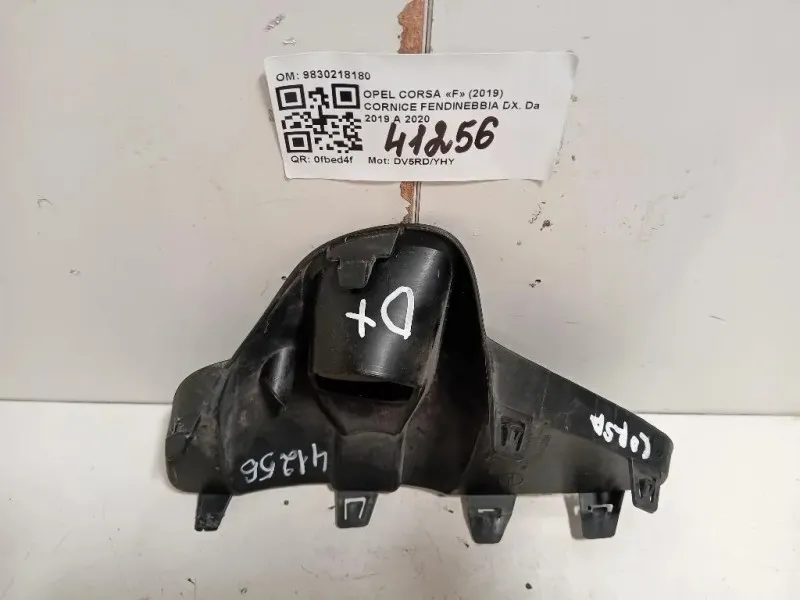 OM: 9830218180
OPEL CORSA «F» (2019)
CORNICE FENDINEBBIA DX. Da
2019 A 2020
41256
QR: 0fbed4f Mot: DV5RD/YHY
DX
CORSA
41256